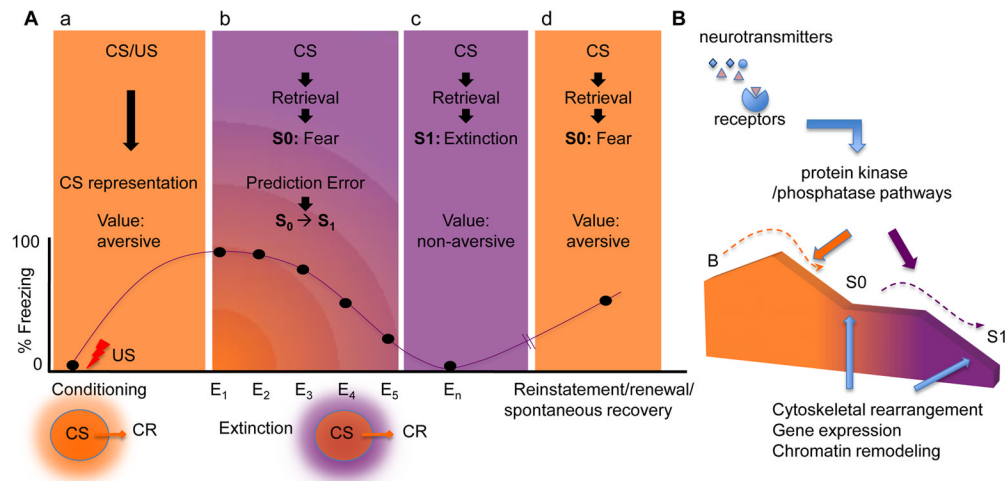 A
a
CS/US
CS representation
Value:
aversive
b
CS
Retrieval
S0: Fear
Prediction Error
S0 → S1
c
CS
Retrieval
S1: Extinction
Value:
non-aversive
d
CS
Retrieval
S0: Fear
Value:
aversive
% Freezing
100
0
US
Conditioning
E1
E2
E3
E4
E5
En
Reinstatement/renewal/
spontaneous recovery
CS
CR
Extinction
CS
CR
B
neurotransmitters
receptors
protein kinase
/phosphatase pathways
B
S0
S1
Cytoskeletal rearrangement
Gene expression
Chromatin remodeling